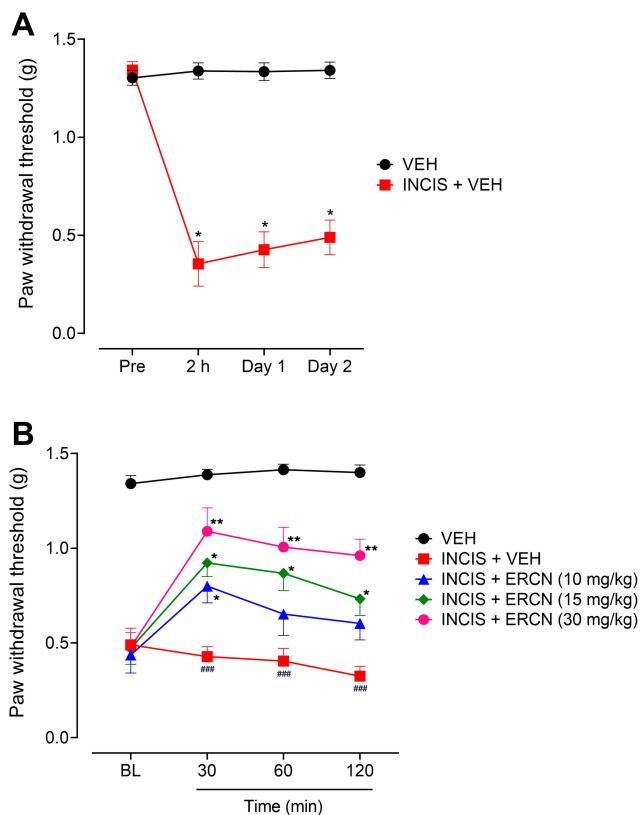 A
Paw withdrawal threshold (g)
1.5
1.0
0.5
0.0
*
*
*
Pre 2 h Day 1 Day 2
VEH
INCIS + VEH
B
Paw withdrawal threshold (g)
1.5
1.0
0.5
0.0
** ** **
* * *
*
### ### ###
BL 30 60 120
Time (min)
VEH
INCIS + VEH
INCIS + ERCN (10 mg/kg)
INCIS + ERCN (15 mg/kg)
INCIS + ERCN (30 mg/kg)